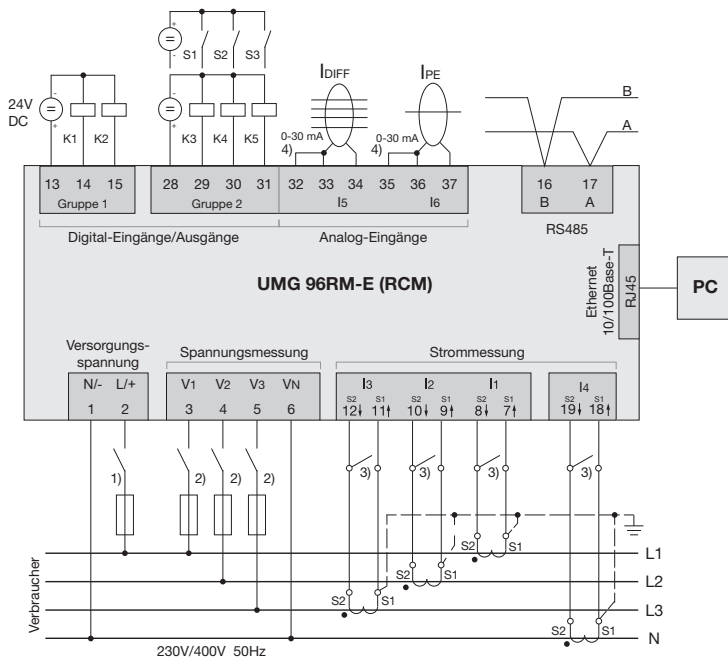 S1 S2 S3
IDIFF IPE
24V
DC
K1 K2 K3 K4 K5
0-30 mA 0-30 mA
4) 4)
B
A
13 14 15 28 29 30 31 32 33 34 35 36 37 16 17
Gruppe 1 Gruppe 2 I5 I6 B A
Digital-Eingänge/Ausgänge Analog-Eingänge RS485
UMG 96RM-E (RCM)
Ethernet
10/100Base-T
RJ45
PC
Versorgungs-
spannung
Spannungsmessung Strommessung
N/- L/+ V1 V2 V3 VN I3 I2 I1 I4
S2 S1 S2 S1 S2 S1 S2 S1
1 2 3 4 5 6 12 11 10 9 8 7 19 18
1) 2) 2) 2) 3) 3) 3) 3)
S2 S1
L1
S2 S1
L2
S2 S1
L3
S2 S1
N
Verbraucher
230V/400V 50Hz